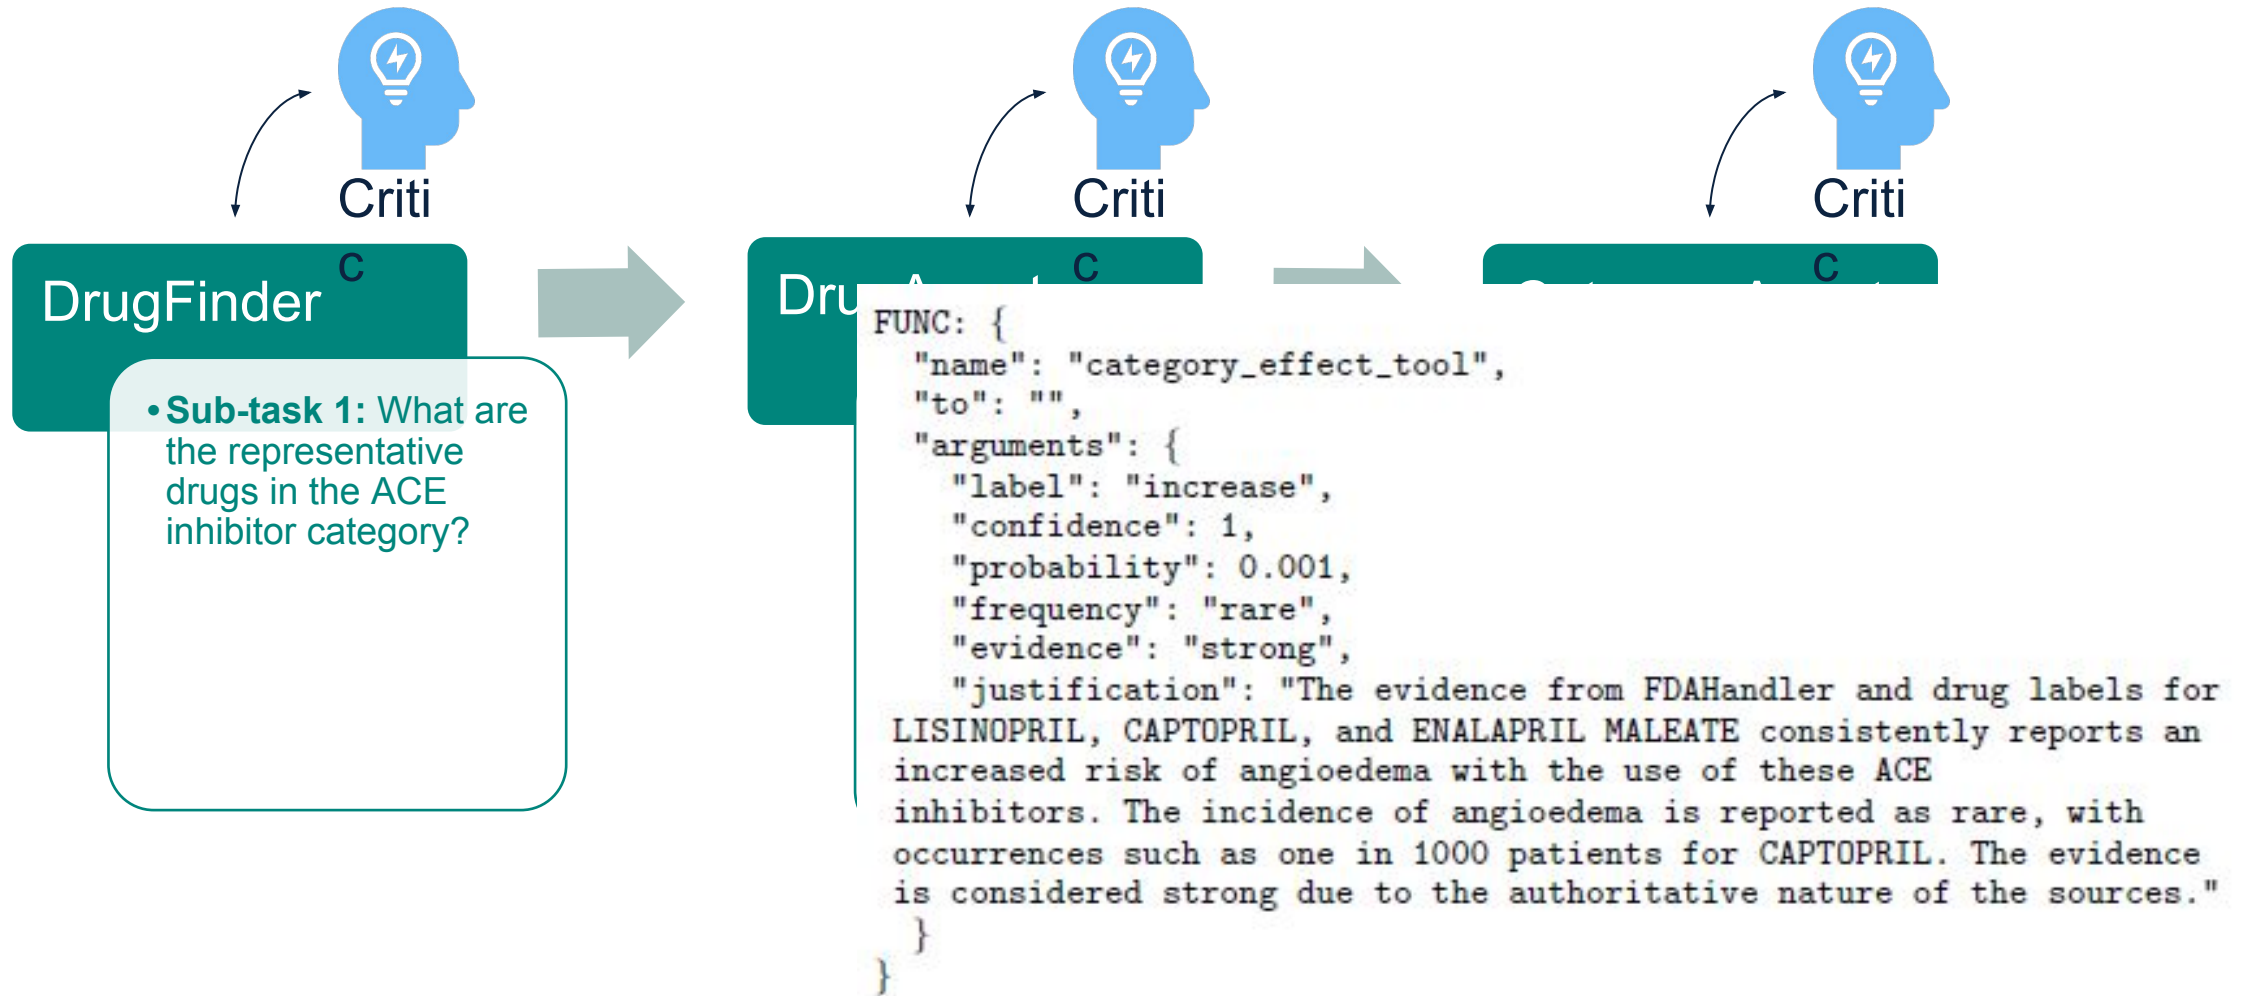 Criti
c
Criti
c
Criti
c
DrugFinder
•Sub-task 1: What are
the representative
drugs in the ACE
inhibitor category?
FUNC: {
"name": "category_effect_tool",
"to": "",
"arguments": {
"label": "increase",
"confidence": 1,
"probability": 0.001,
"frequency": "rare",
"evidence": "strong",
"justification": "The evidence from FDAHandler and drug labels for
LISINOPRIL, CAPTOPRIL, and ENALAPRIL MALEATE consistently reports an
increased risk of angioedema with the use of these ACE
inhibitors. The incidence of angioedema is reported as rare, with
occurrences such as one in 1000 patients for CAPTOPRIL. The evidence
is considered strong due to the authoritative nature of the sources."
}
}